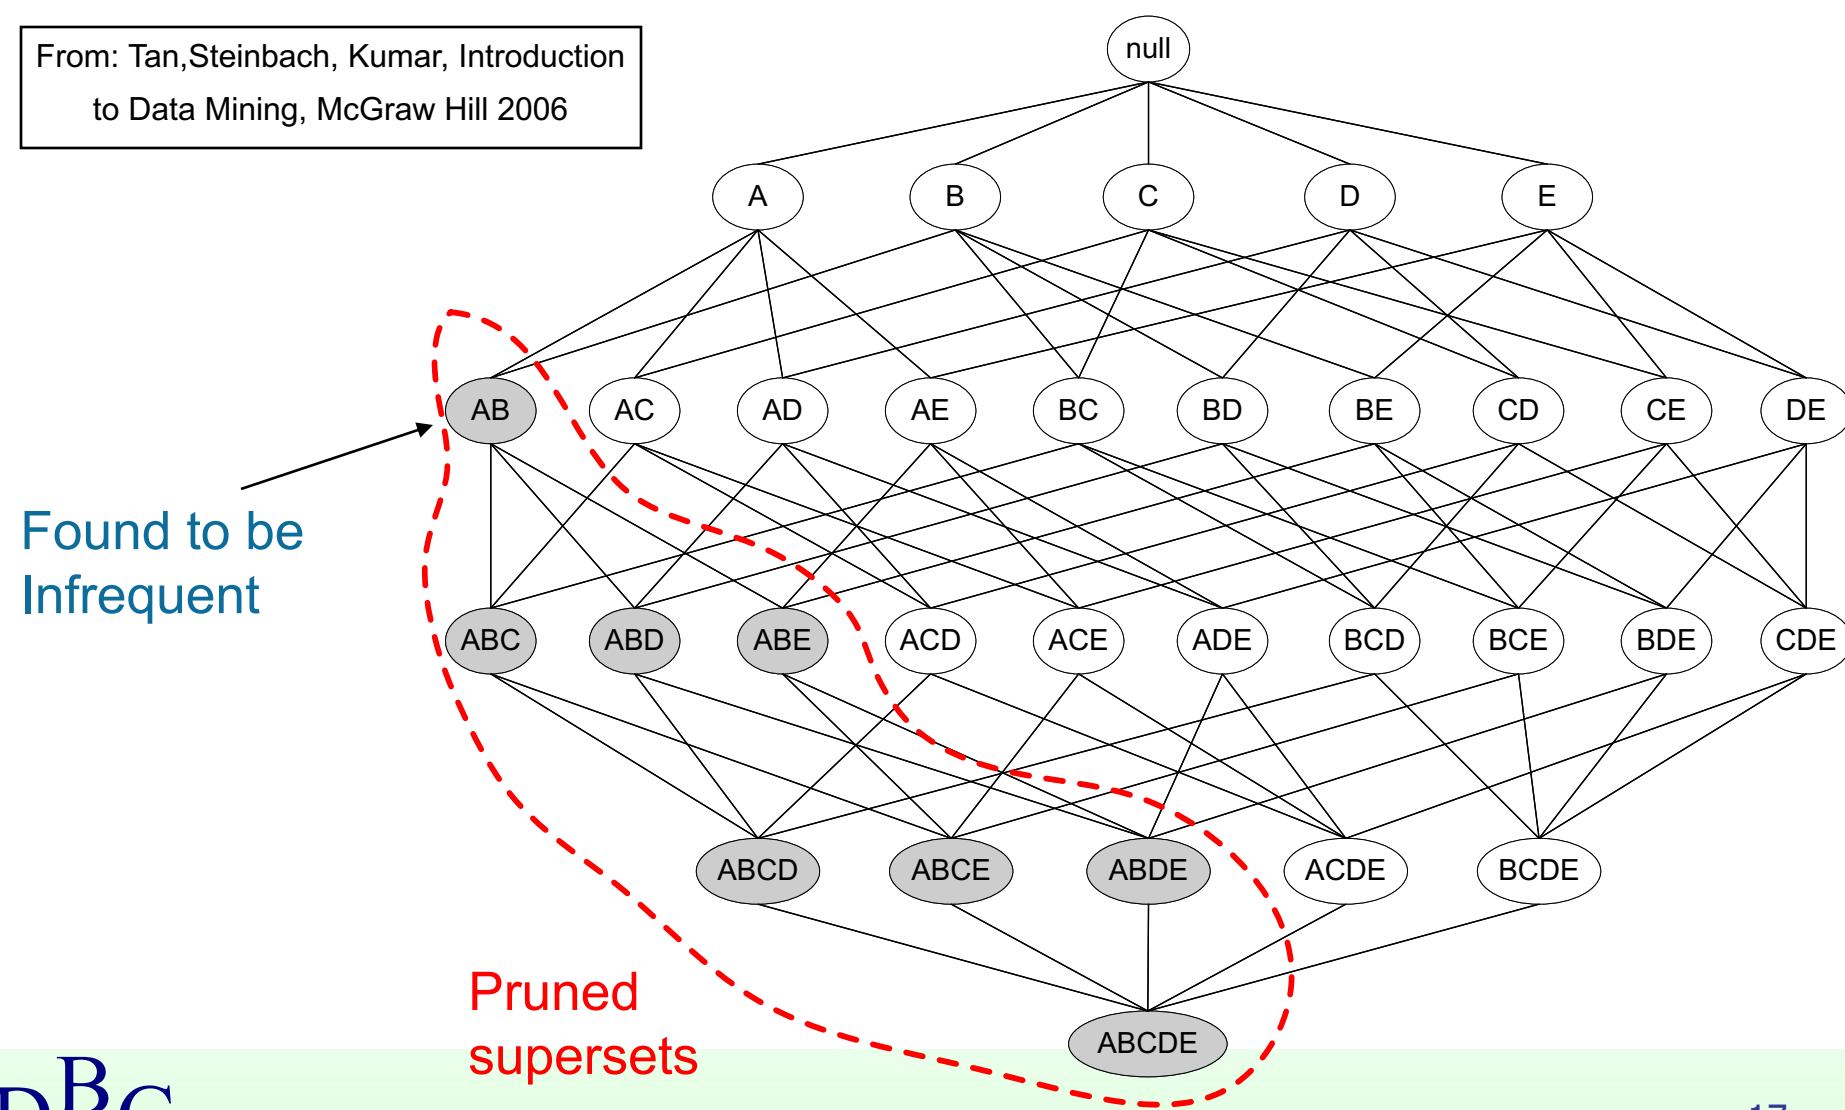 From: Tan,Steinbach, Kumar, Introduction
to Data Mining, McGraw Hill 2006
null
A B C D E
AB AC AD AE BC BD BE CD CE DE
Found to be
Infrequent
ABC ABD ABE ACD ACE ADE BCD BCE BDE CDE
ABCD ABCE ABDE ACDE BCDE
Pruned
supersets
ABCDE
DBG
17